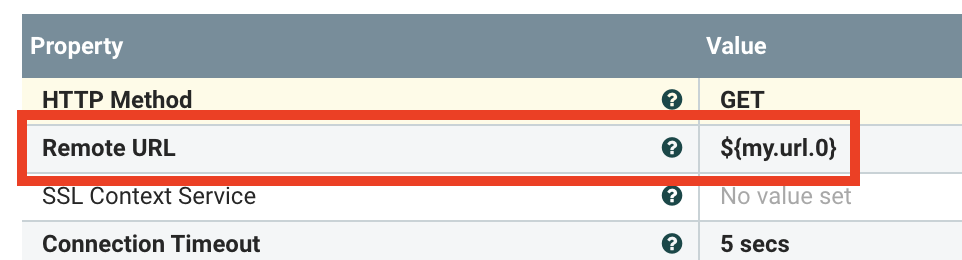 Property Value
HTTP Method ? GET
Remote URL ? ${my.url.0}
SSL Context Service ? No value set
Connection Timeout ? 5 secs